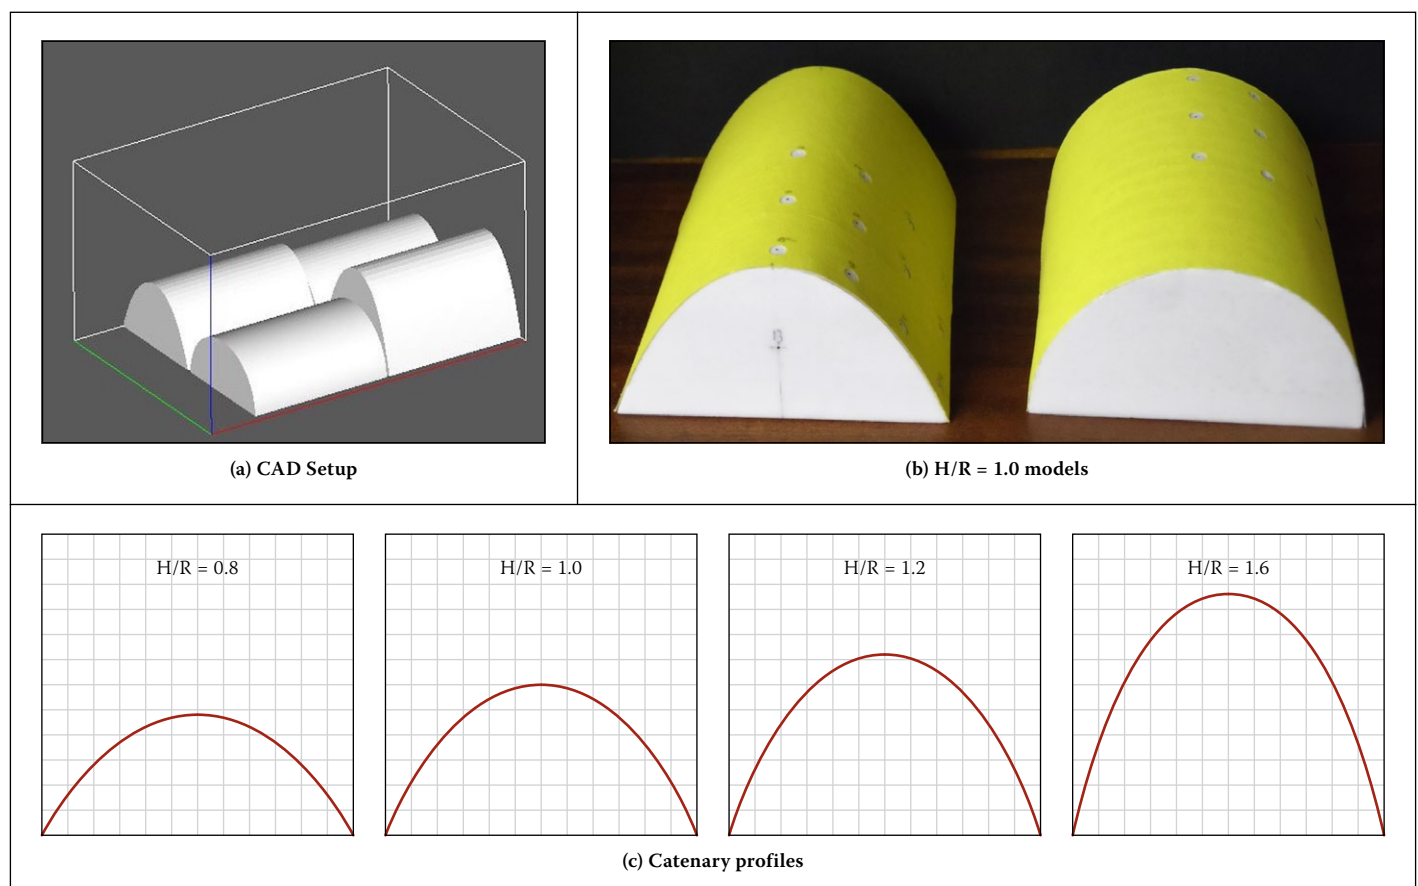 (a) CAD Setup
(b) H/R = 1.0 models
H/R = 0.8
H/R = 1.0
H/R = 1.2
H/R = 1.6
(c) Catenary profiles